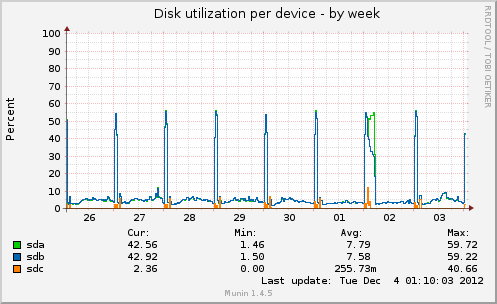 Disk utilization per device - by week
RRDTOOL / TOBI OETIKER
Percent
100
90
80
70
60
50
40
30
20
10
0
26 27 28 29 30 01 02 03
Cur: Min: Avg: Max:
sda 42.56 1.46 7.79 59.72
sdb 42.92 1.50 7.58 59.22
sdc 2.36 0.00 255.73m 40.66
Last update: Tue Dec 4 01:10:03 2012
Munin 1.4.5